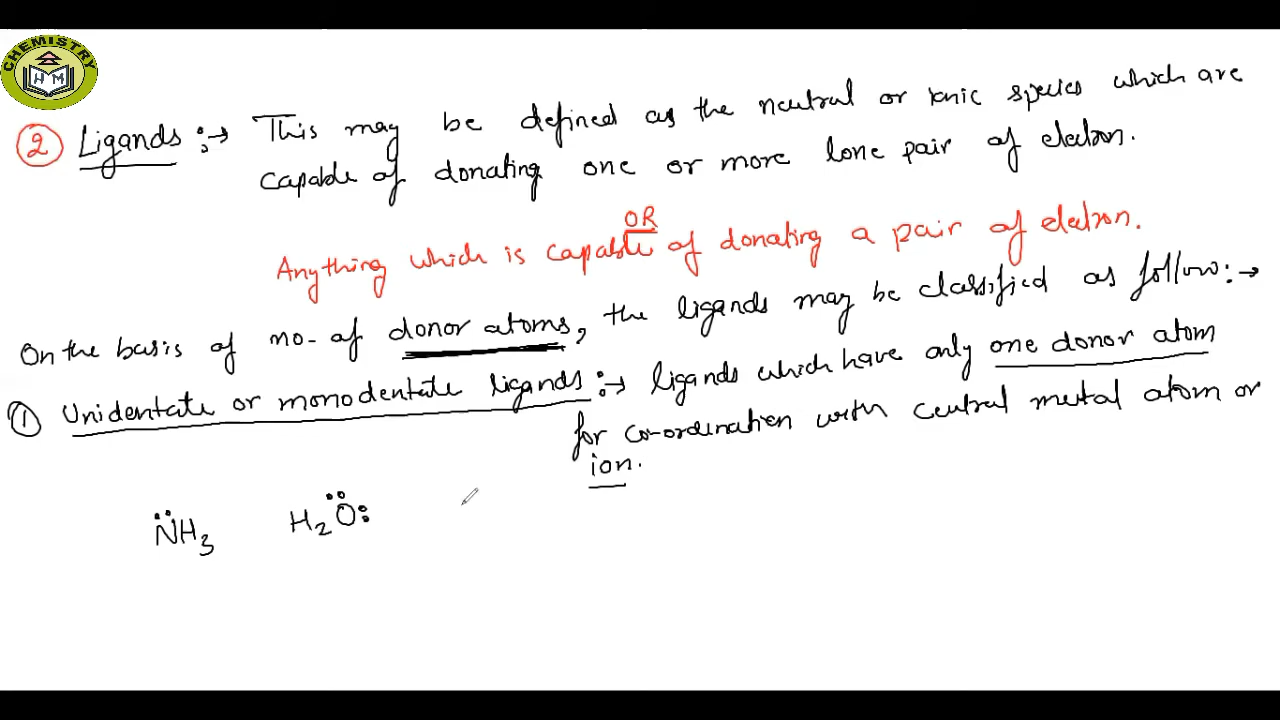 CHEMISTRY
H M
② Ligands :→ This may be defined as the neutral or ionic species which are
capable of donating one or more lone pair of electron.
OR
Anything which is capable of donating a pair of electron.
On the basis of no. of donor atoms, the ligands may be classified as follow :→
① Unidentate or monodentate ligands :→ ligands which have only one donor atom
for co-ordination with central metal atom or
ion.
N̈H₃ H₂Ö: